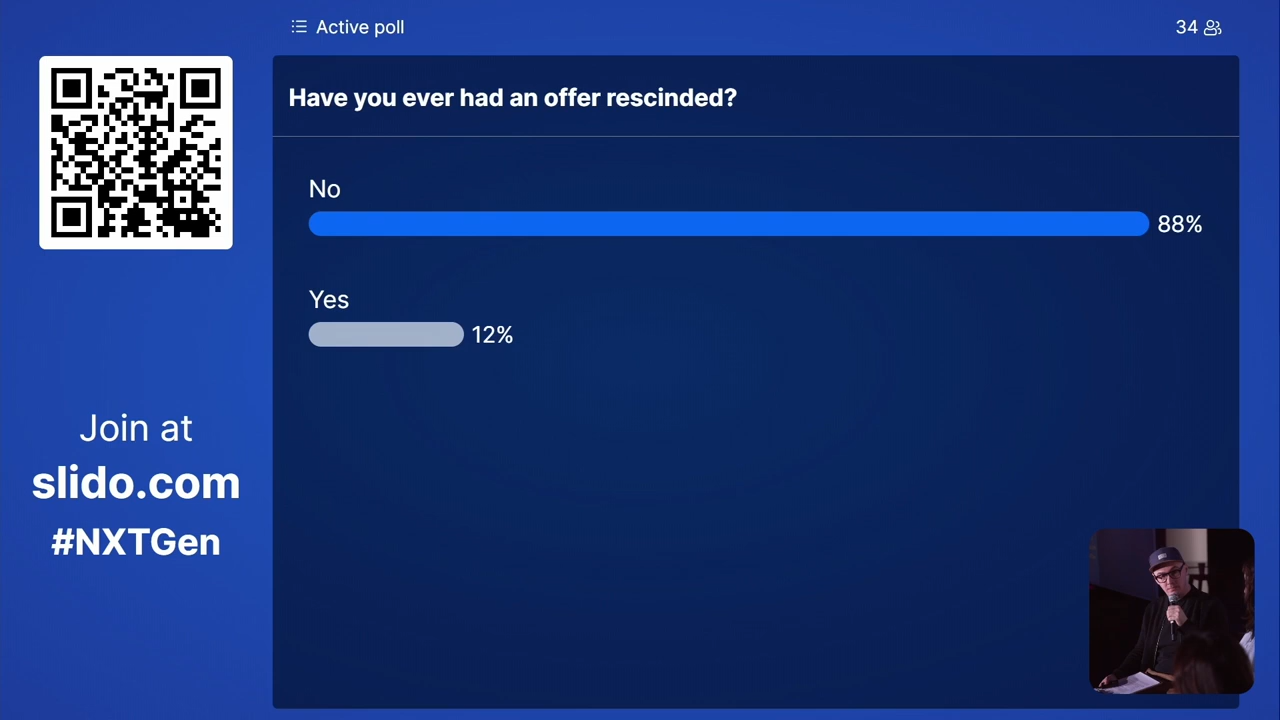 Active poll
34
Have you ever had an offer rescinded?
No
88%
Yes
12%
Join at
slido.com
#NXTGen